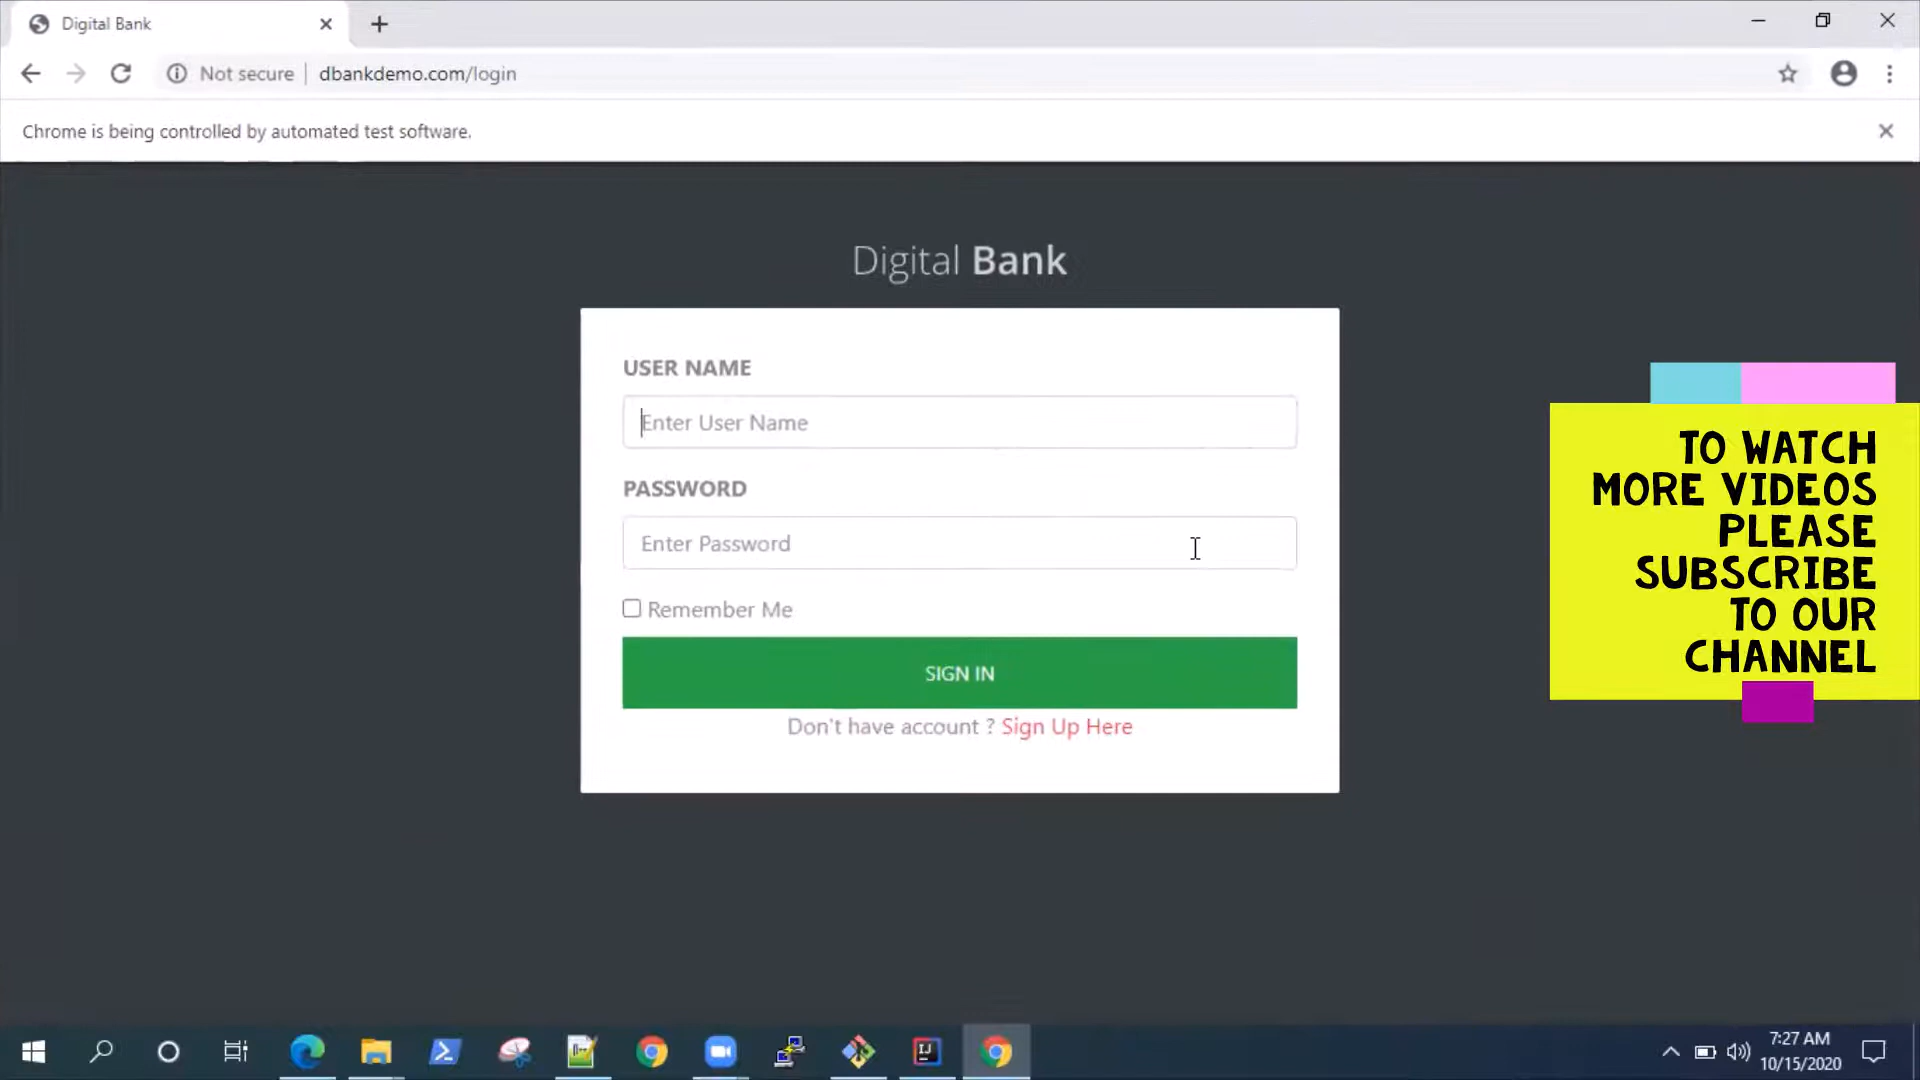 Digital Bank
Not secure | dbankdemo.com/login
Chrome is being controlled by automated test software.
Digital Bank
USER NAME
Enter User Name
PASSWORD
Enter Password
Remember Me
SIGN IN
Don't have account ? Sign Up Here
TO WATCH
MORE VIDEOS
PLEASE
SUBSCRIBE
TO OUR
CHANNEL
7:27 AM
10/15/2020